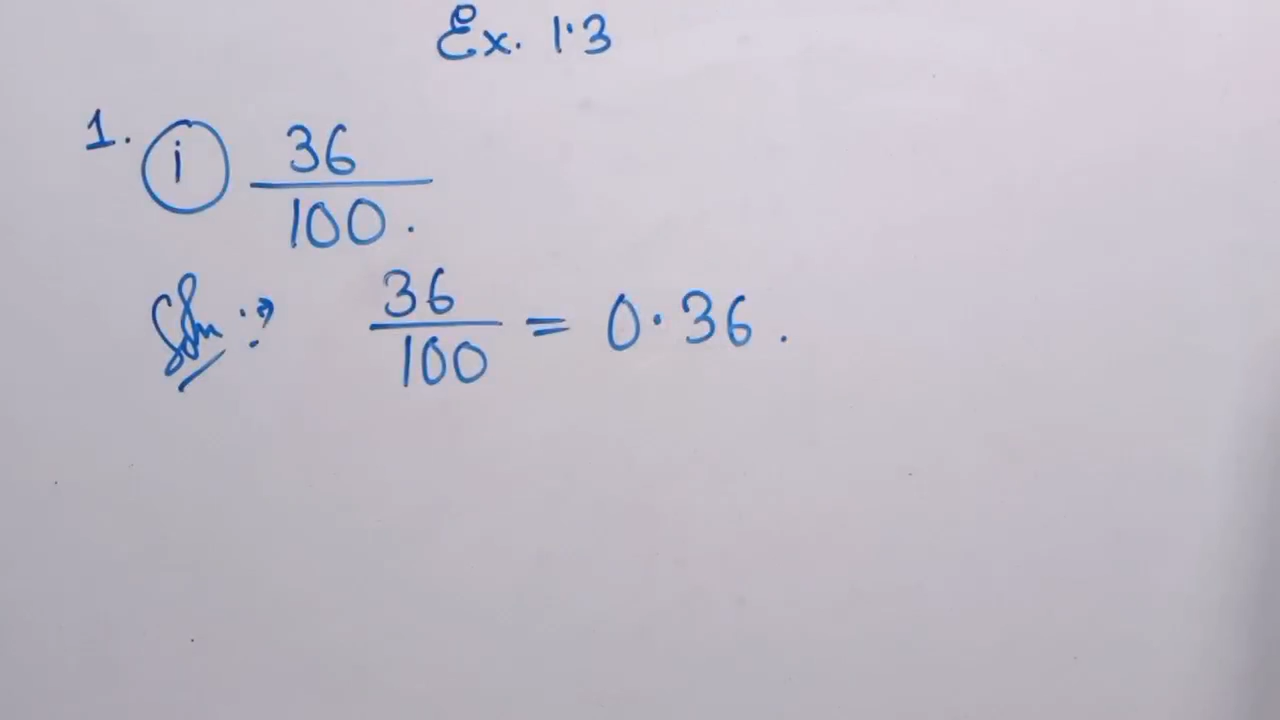 Ex. 1.3
1. (i) 36/100.
Soln :→ 36/100 = 0.36.